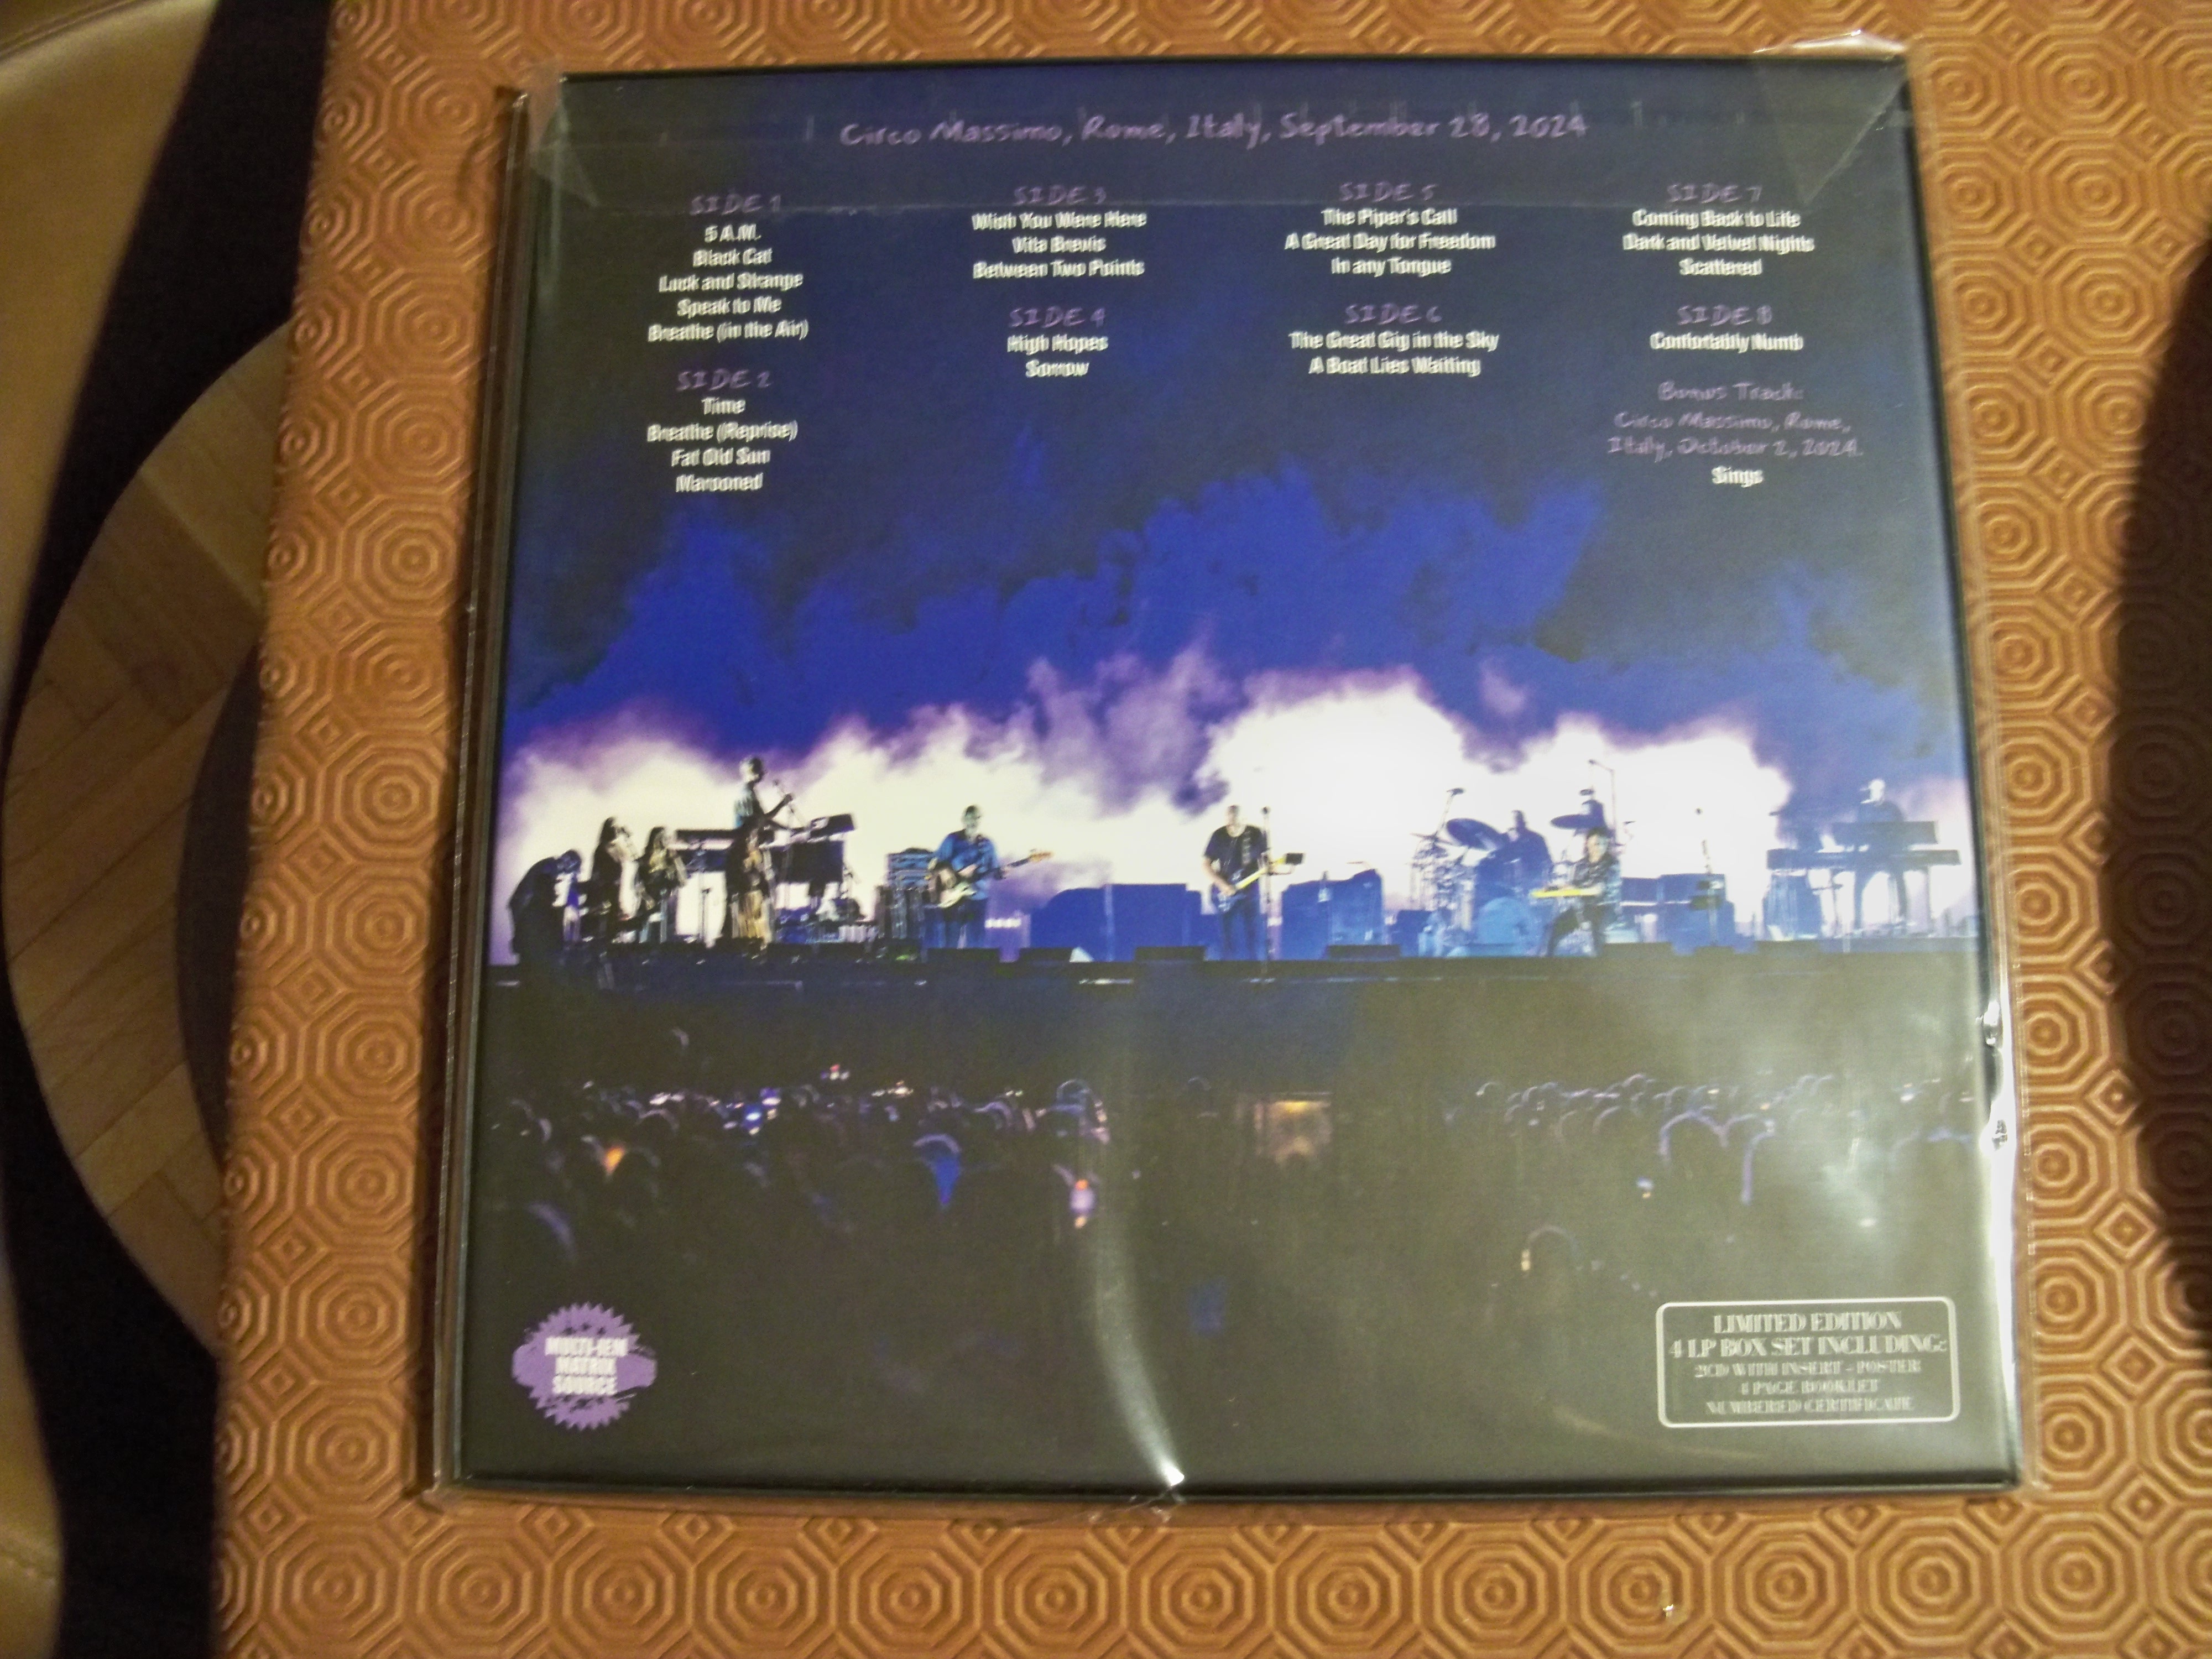 Circo Massimo, Rome, Italy, September 28, 2024
SIDE 1
5 A.M.
Black Cat
Luck and Strange
Speak to Me
Breathe (in the Air)
SIDE 2
Time
Breathe (Reprise)
Fat Old Sun
Marooned
SIDE 3
Wish You Were Here
Vita Brevis
Between Two Points
SIDE 4
High Hopes
Sorrow
SIDE 5
The Piper's Call
A Great Day for Freedom
In any Tongue
SIDE 6
The Great Gig in the Sky
A Boat Lies Waiting
SIDE 7
Coming Back to Life
Dark and Velvet Nights
Scattered
SIDE 8
Comfortably Numb
Bonus Track:
Circo Massimo, Rome,
Italy, October 2, 2024.
Sings
MULTI-IEM
MATRIX
SOURCE
LIMITED EDITION
4 LP BOX SET INCLUDING:
2CD WITH INSERT - POSTER
PAGE BOOKLET
NUMBERED CERTIFICATE